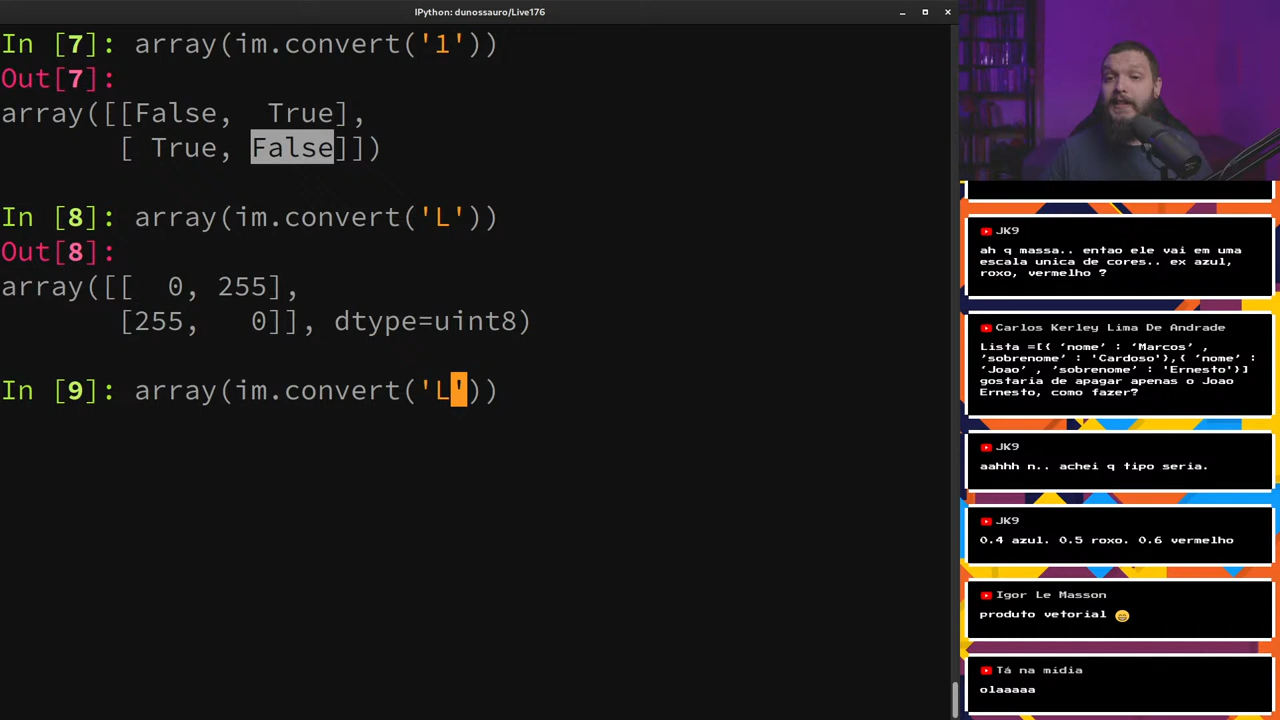 IPython: dunossauro/Live176
In [7]: array(im.convert('1'))
Out[7]:
array([[False,  True],
       [ True, False]])
In [8]: array(im.convert('L'))
Out[8]:
array([[  0, 255],
       [255,   0]], dtype=uint8)
In [9]: array(im.convert('L'))
JK9
ah q massa.. entao ele vai em uma
escala unica de cores.. ex azul,
roxo, vermelho ?
Carlos Kerley Lima De Andrade
Lista =[{ ‘nome’ : ‘Marcos’ ,
’sobrenome’ : 'Cardoso'},{ ‘nome’ :
‘Joao’ , ’sobrenome’ : 'Ernesto'}]
gostaria de apagar apenas o Joao
Ernesto, como fazer?
JK9
aahhh n.. achei q tipo seria.
JK9
0.4 azul. 0.5 roxo. 0.6 vermelho
Igor Le Masson
produto vetorial 😄
Tá na mídia
olaaaaa